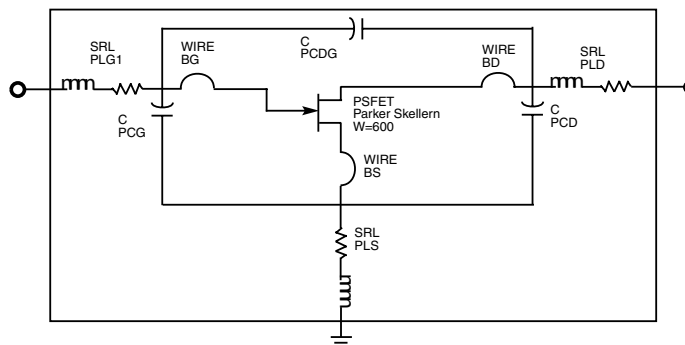 C
PCDG
SRL
PLG1
WIRE
BG
WIRE
BD
SRL
PLD
C
PCG
PSFET
Parker Skellern
W=600
C
PCD
WIRE
BS
SRL
PLS